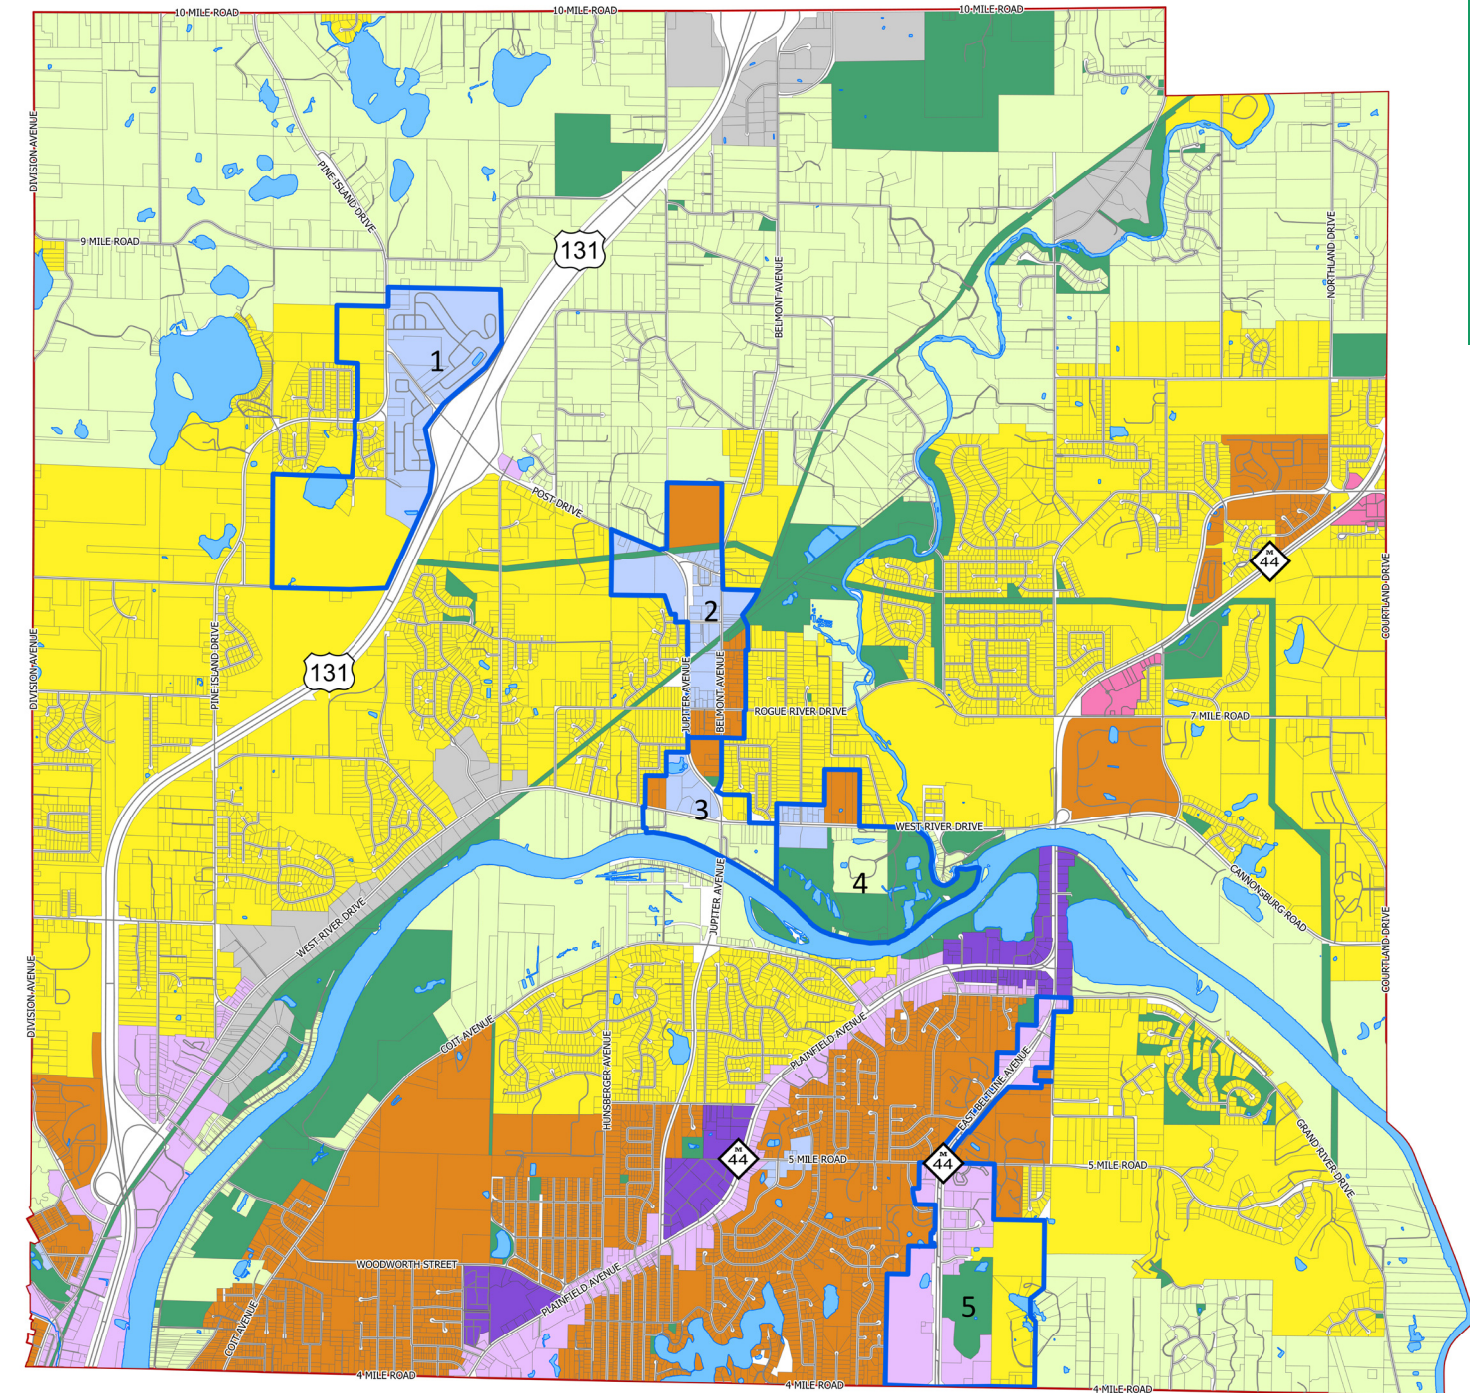 10 MILE ROAD
10 MILE ROAD
10 MILE ROAD
DIVISION AVENUE
PINE ISLAND DRIVE
9 MILE ROAD
131
BELMONT AVENUE
NORTHLAND DRIVE
1
POST DRIVE
M
44
2
COURTLAND DRIVE
DIVISION AVENUE
PINE ISLAND DRIVE
131
JUPITER AVENUE
BELMONT AVENUE
ROGUE RIVER DRIVE
7 MILE ROAD
3
WEST RIVER DRIVE
4
CANNONSBURG ROAD
JUPITER AVENUE
WEST RIVER DRIVE
COURTLAND DRIVE
DIVISION AVENUE
COIT AVENUE
HUNSBERGER AVENUE
PLAINFIELD AVENUE
EAST BELTLINE AVENUE
GRAND RIVER DRIVE
M
44
5 MILE ROAD
M
44
5 MILE ROAD
WOODWORTH STREET
PLAINFIELD AVENUE
COIT AVENUE
5
4 MILE ROAD
4 MILE ROAD
4 MILE ROAD